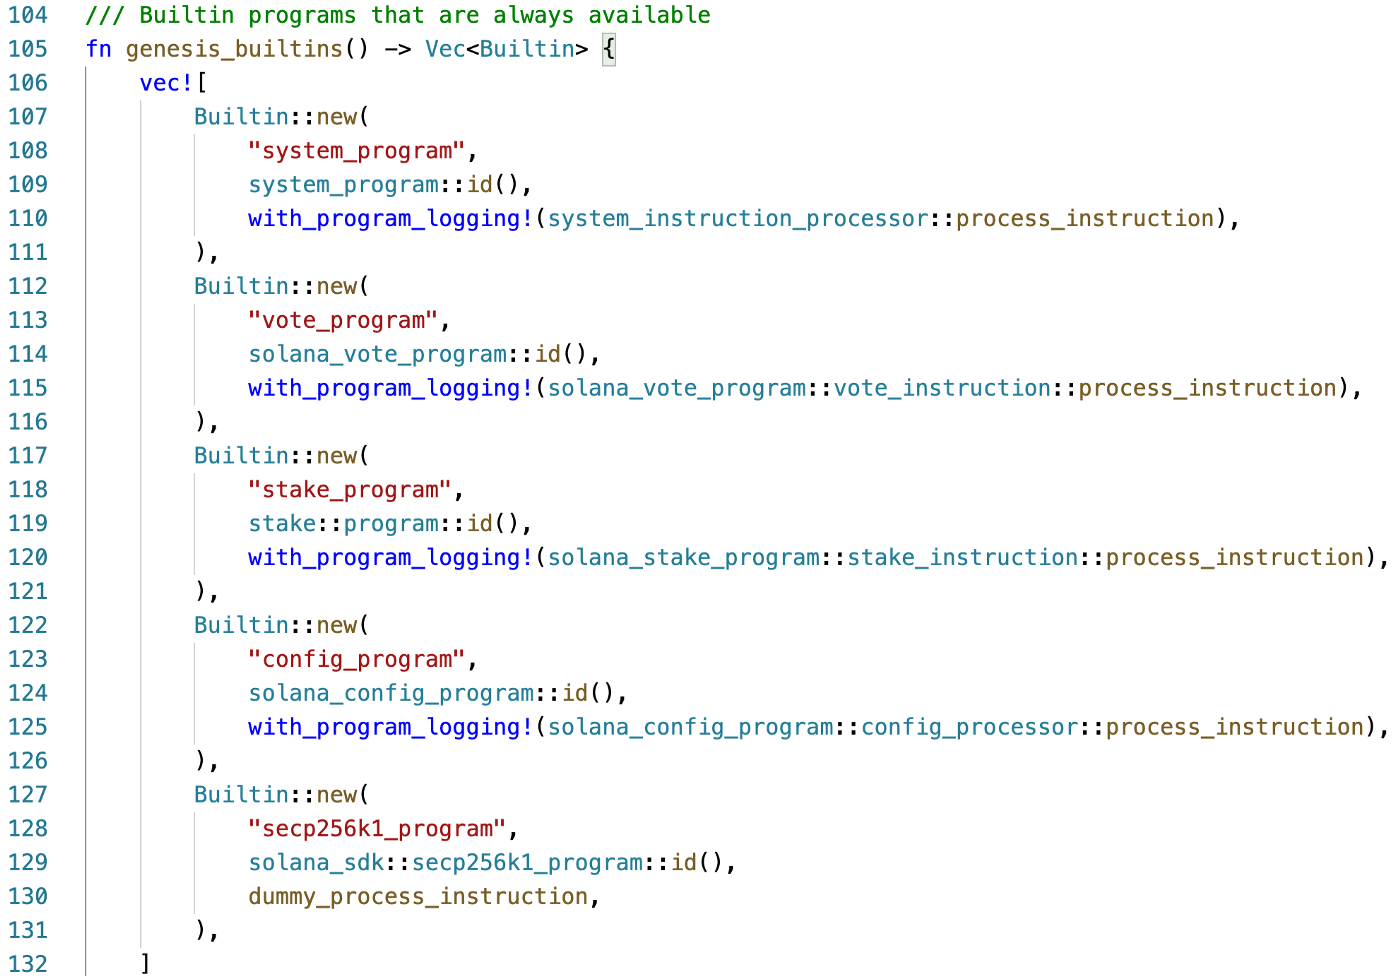 104 /// Builtin programs that are always available
105 fn genesis_builtins() -> Vec<Builtin> {
106     vec![
107         Builtin::new(
108             "system_program",
109             system_program::id(),
110             with_program_logging!(system_instruction_processor::process_instruction),
111         ),
112         Builtin::new(
113             "vote_program",
114             solana_vote_program::id(),
115             with_program_logging!(solana_vote_program::vote_instruction::process_instruction),
116         ),
117         Builtin::new(
118             "stake_program",
119             stake::program::id(),
120             with_program_logging!(solana_stake_program::stake_instruction::process_instruction),
121         ),
122         Builtin::new(
123             "config_program",
124             solana_config_program::id(),
125             with_program_logging!(solana_config_program::config_processor::process_instruction),
126         ),
127         Builtin::new(
128             "secp256k1_program",
129             solana_sdk::secp256k1_program::id(),
130             dummy_process_instruction,
131         ),
132     ]